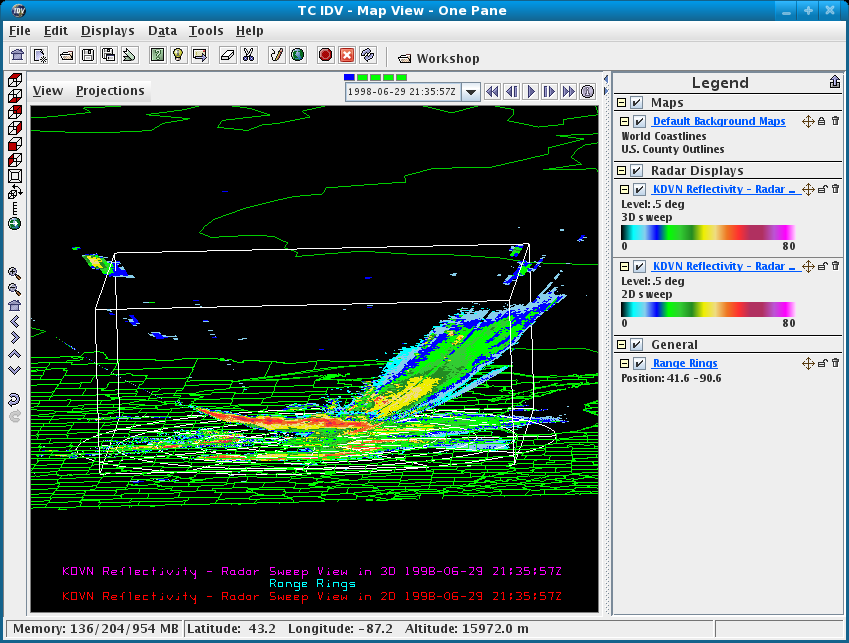 TC IDV - Map View - One Pane
File Edit Displays Data Tools Help
Workshop
View Projections
1998-06-29 21:35:57Z
Legend
Maps
Default Background Maps
World Coastlines
U.S. County Outlines
Radar Displays
KDVN Reflectivity - Radar ...
Level: .5 deg
3D sweep
0 80
KDVN Reflectivity - Radar ...
Level: .5 deg
2D sweep
0 80
General
Range Rings
Position: 41.6 -90.6
KDVN Reflectivity - Radar Sweep View in 3D 1998-06-29 21:35:57Z
Range Rings
KDVN Reflectivity - Radar Sweep View in 2D 1998-06-29 21:35:57Z
Memory: 136/204/954 MB Latitude: 43.2 Longitude: -87.2 Altitude: 15972.0 m